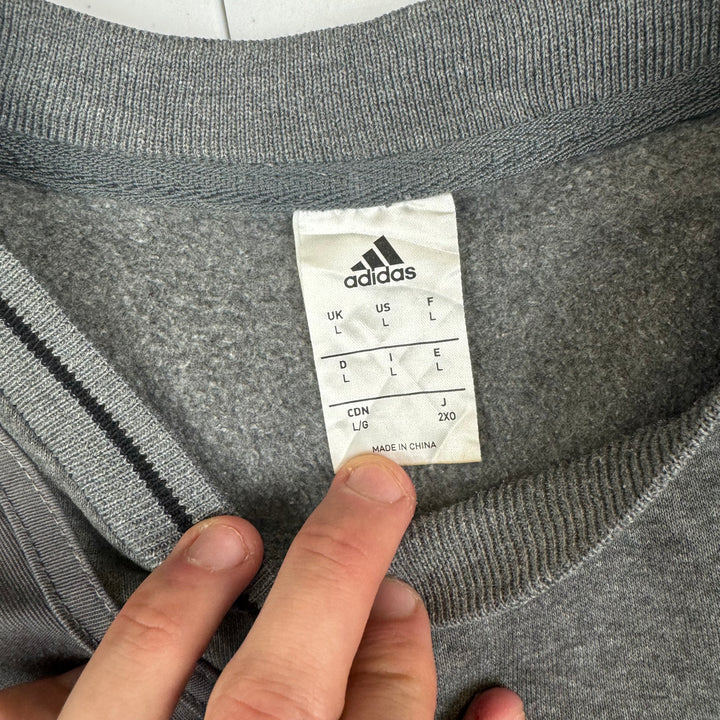 adidas
UK US F
L L L
D I E
L L L
CDN J
L/G 2XO
MADE IN CHINA